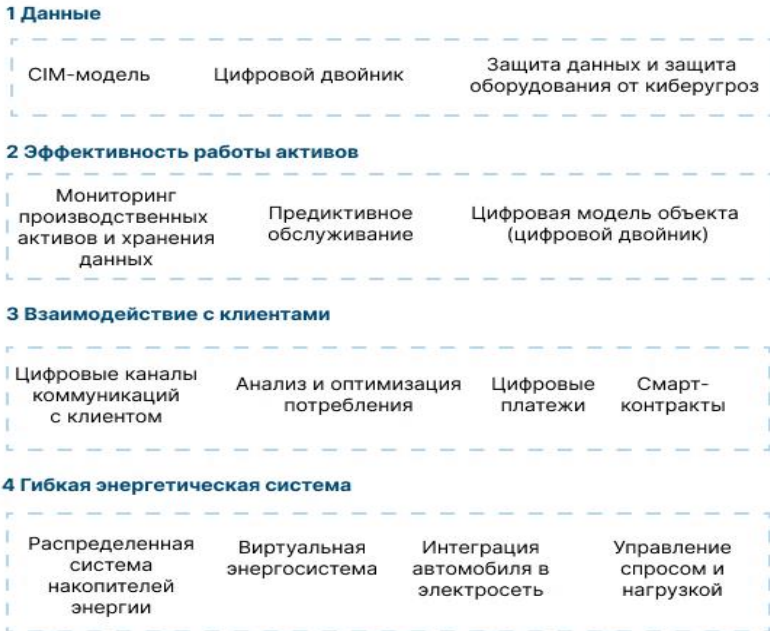 1 Данные
CIM-модель
Цифровой двойник
Защита данных и защита
оборудования от киберугроз
2 Эффективность работы активов
Мониторинг
производственных
активов и хранения
данных
Предиктивное
обслуживание
Цифровая модель объекта
(цифровой двойник)
3 Взаимодействие с клиентами
Цифровые каналы
коммуникаций
с клиентом
Анализ и оптимизация
потребления
Цифровые
платежи
Смарт-
контракты
4 Гибкая энергетическая система
Распределенная
система
накопителей
энергии
Виртуальная
энергосистема
Интеграция
автомобиля в
электросеть
Управление
спросом и
нагрузкой